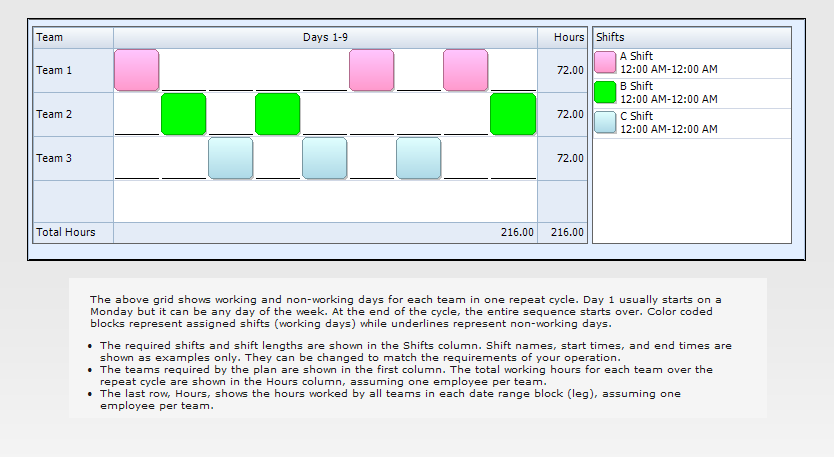 Team Days 1-9 Hours Shifts
Team 1 72.00
A Shift
12:00 AM-12:00 AM
Team 2 72.00
B Shift
12:00 AM-12:00 AM
C Shift
12:00 AM-12:00 AM
Team 3 72.00
Total Hours 216.00 216.00
The above grid shows working and non-working days for each team in one repeat cycle. Day 1 usually starts on a
Monday but it can be any day of the week. At the end of the cycle, the entire sequence starts over. Color coded
blocks represent assigned shifts (working days) while underlines represent non-working days.
• The required shifts and shift lengths are shown in the Shifts column. Shift names, start times, and end times are
shown as examples only. They can be changed to match the requirements of your operation.
• The teams required by the plan are shown in the first column. The total working hours for each team over the
repeat cycle are shown in the Hours column, assuming one employee per team.
• The last row, Hours, shows the hours worked by all teams in each date range block (leg), assuming one
employee per team.